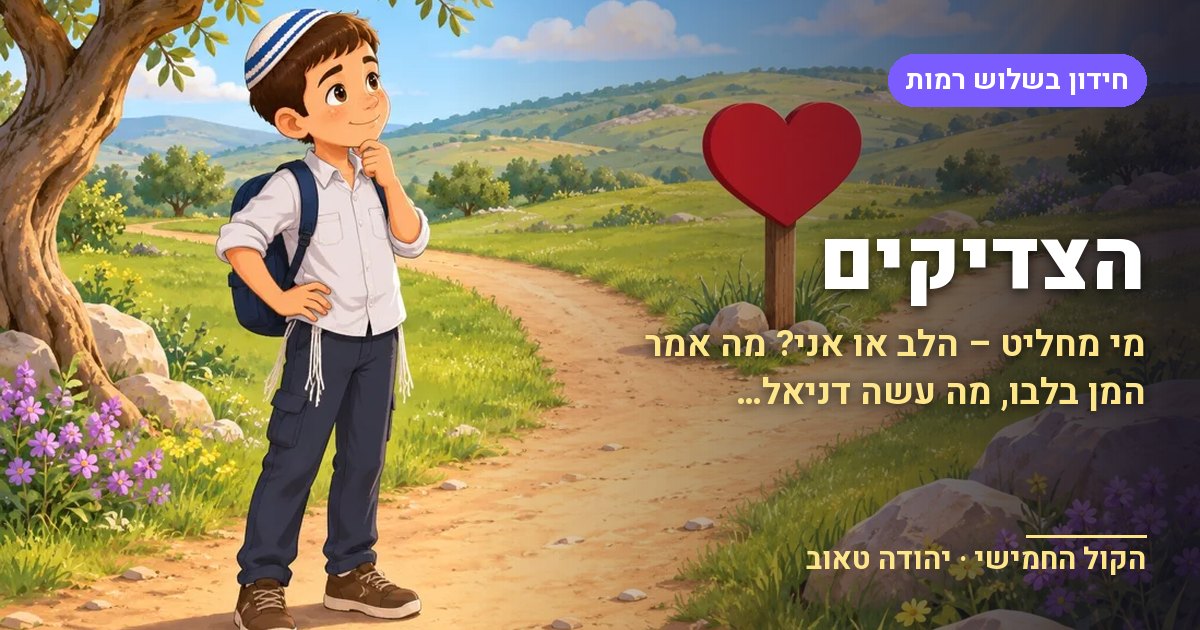 חידון בשלוש רמות
הצדיקים
מי מחליט – הלב או אני? מה אמר
המן בלבו, מה עשה דניאל...
הקול החמישי · יהודה טאוב